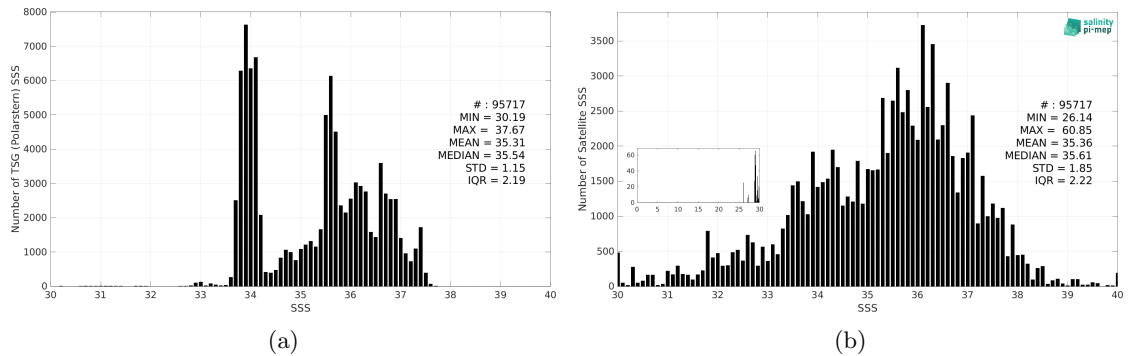 8000
7000
6000
5000
4000
3000
2000
1000
0
Number of TSG (Polarstern) SSS
# : 95717
MIN = 30.19
MAX = 37.67
MEAN = 35.31
MEDIAN = 35.54
STD = 1.15
IQR = 2.19
30 31 32 33 34 35 36 37 38 39 40
SSS
(a)
salinity
pi-mep
3500
3000
2500
2000
1500
1000
500
0
Number of Satellite SSS
# : 95717
MIN = 26.14
MAX = 60.85
MEAN = 35.36
MEDIAN = 35.61
STD = 1.85
IQR = 2.22
60
40
20
0
0 5 10 15 20 25 30
30 31 32 33 34 35 36 37 38 39 40
SSS
(b)